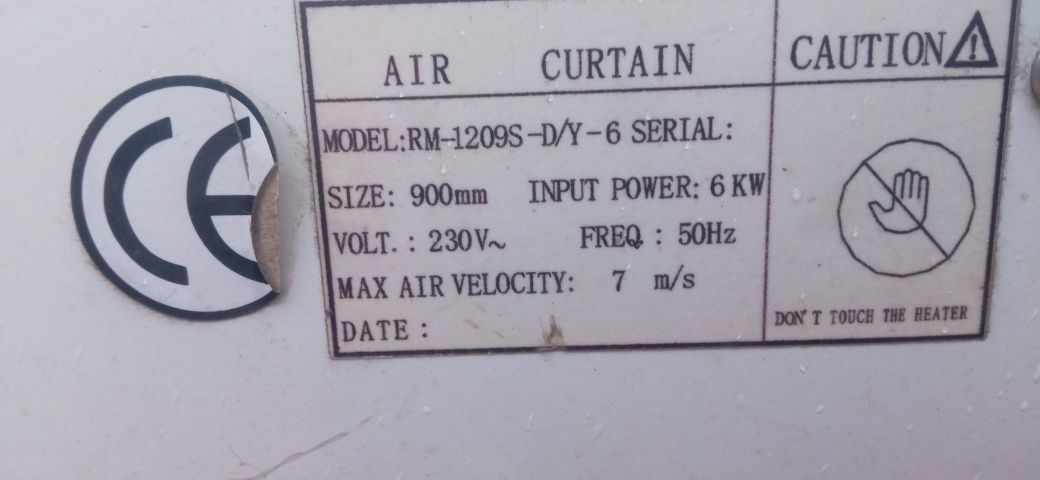 CE
AIR CURTAIN
CAUTION
MODEL:RM-1209S-D/Y-6 SERIAL:
SIZE: 900mm INPUT POWER: 6 KW
VOLT.: 230V~ FREQ.: 50Hz
MAX AIR VELOCITY: 7 m/s
DATE:
DON'T TOUCH THE HEATER